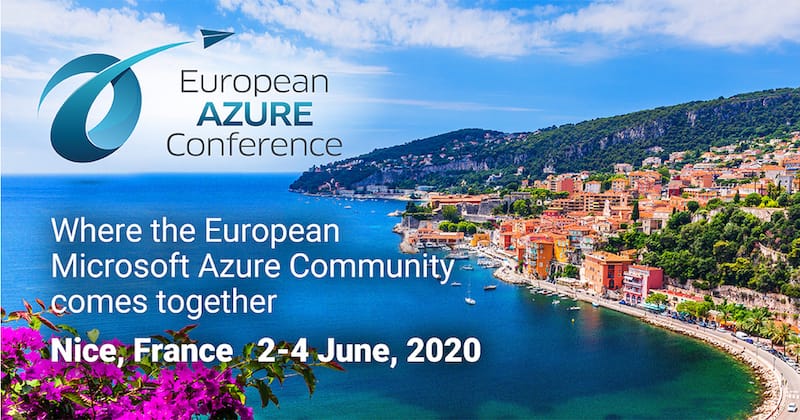 European
AZURE
Conference
Where the European
Microsoft Azure Community
comes together
Nice, France 2-4 June, 2020